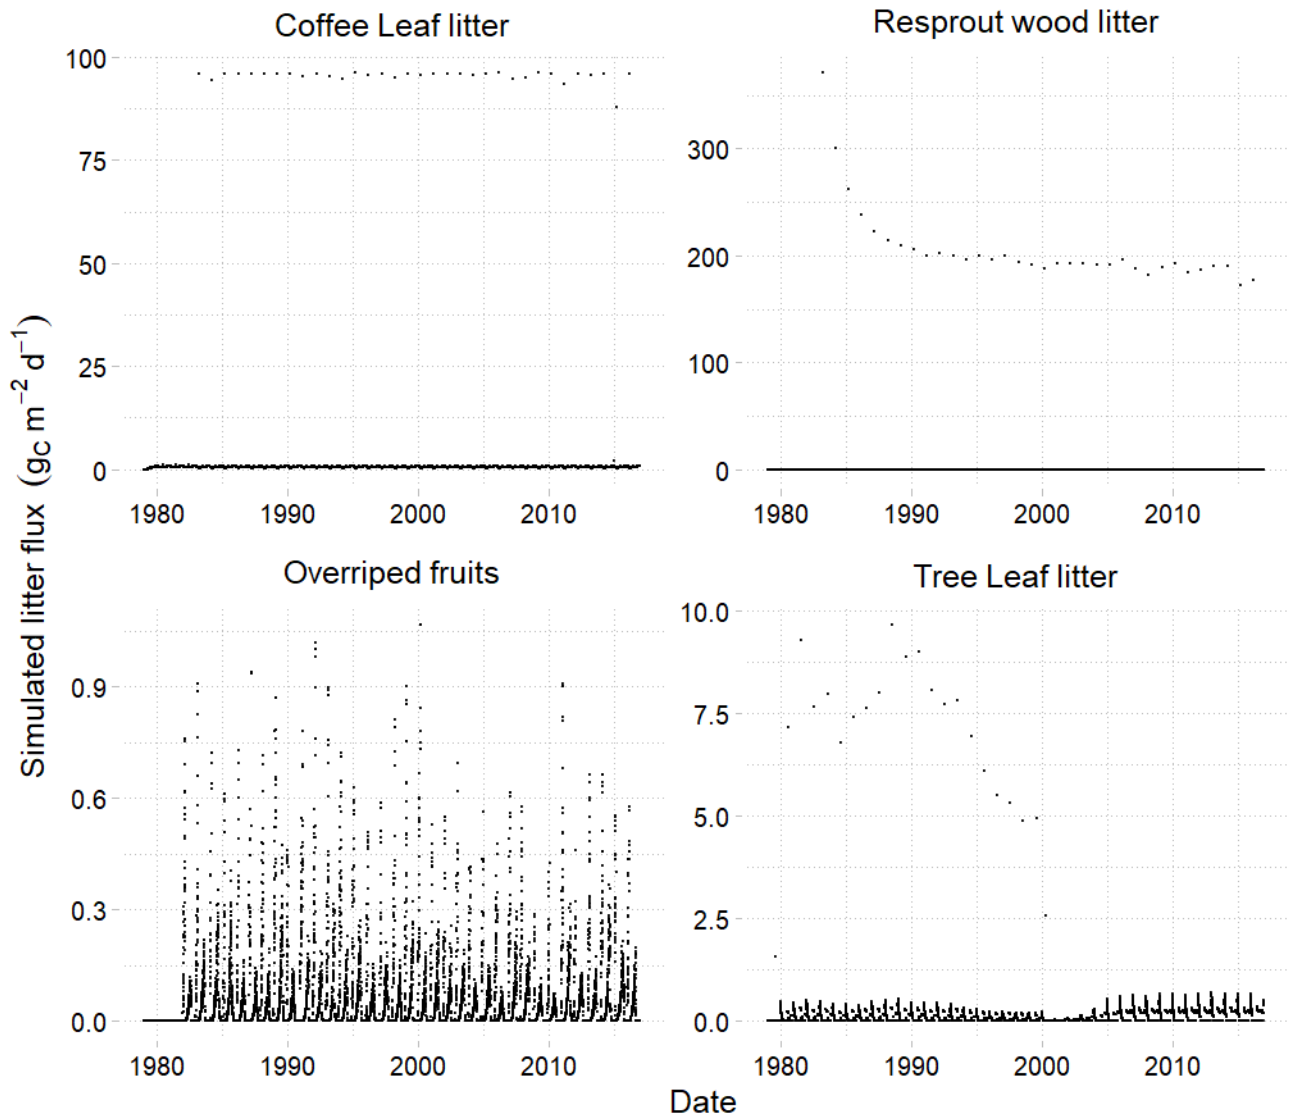 Coffee Leaf litter
100
75
50
25
0
1980 1990 2000 2010
Resprout wood litter
300
200
100
0
1980 1990 2000 2010
Simulated litter flux (gC m−2 d−1)
Overriped fruits
0.9
0.6
0.3
0.0
1980 1990 2000 2010
Tree Leaf litter
10.0
7.5
5.0
2.5
0.0
1980 1990 2000 2010
Date